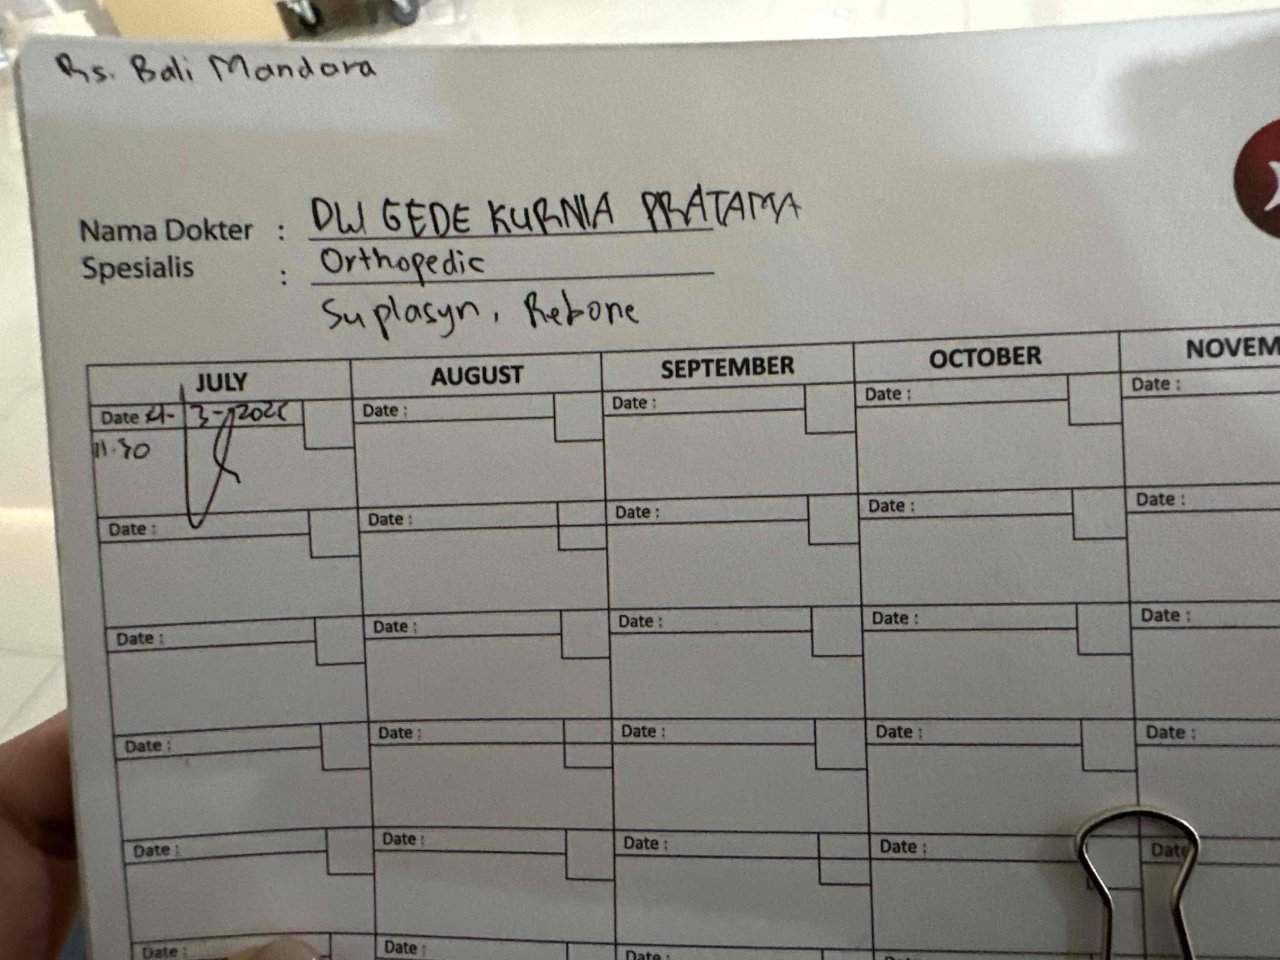 Rs. Bali Mandara
Nama Dokter : DW GEDE KURNIA PRATAMA
Spesialis : Orthopedic
Suplasyn, Rebone
JULY AUGUST SEPTEMBER OCTOBER NOVEM
Date Date : Date : Date : Date :
11.30
Date : Date : Date : Date : Date :
Date : Date : Date : Date : Date :
Date : Date : Date : Date : Date :
Date : Date : Date : Date : Date
Date : Date :